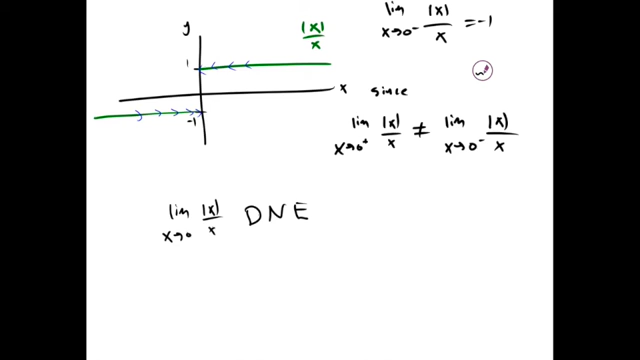 y
|x|/x
lim x→0⁻ |x|/x = -1
1
x
since
-1
lim x→0⁺ |x|/x ≠ lim x→0⁻ |x|/x
lim x→0 |x|/x DNE